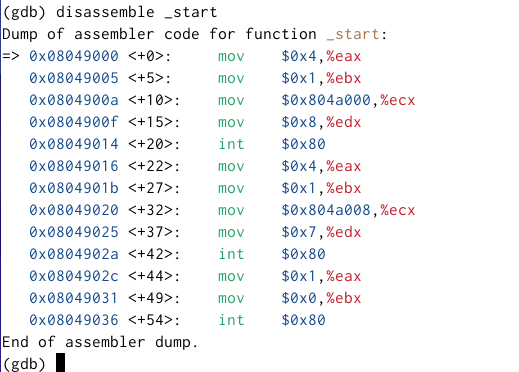 (gdb) disassemble _start
Dump of assembler code for function _start:
=> 0x08049000 <+0>:     mov    $0x4,%eax
   0x08049005 <+5>:     mov    $0x1,%ebx
   0x0804900a <+10>:    mov    $0x804a000,%ecx
   0x0804900f <+15>:    mov    $0x8,%edx
   0x08049014 <+20>:    int    $0x80
   0x08049016 <+22>:    mov    $0x4,%eax
   0x0804901b <+27>:    mov    $0x1,%ebx
   0x08049020 <+32>:    mov    $0x804a008,%ecx
   0x08049025 <+37>:    mov    $0x7,%edx
   0x0804902a <+42>:    int    $0x80
   0x0804902c <+44>:    mov    $0x1,%eax
   0x08049031 <+49>:    mov    $0x0,%ebx
   0x08049036 <+54>:    int    $0x80
End of assembler dump.
(gdb)